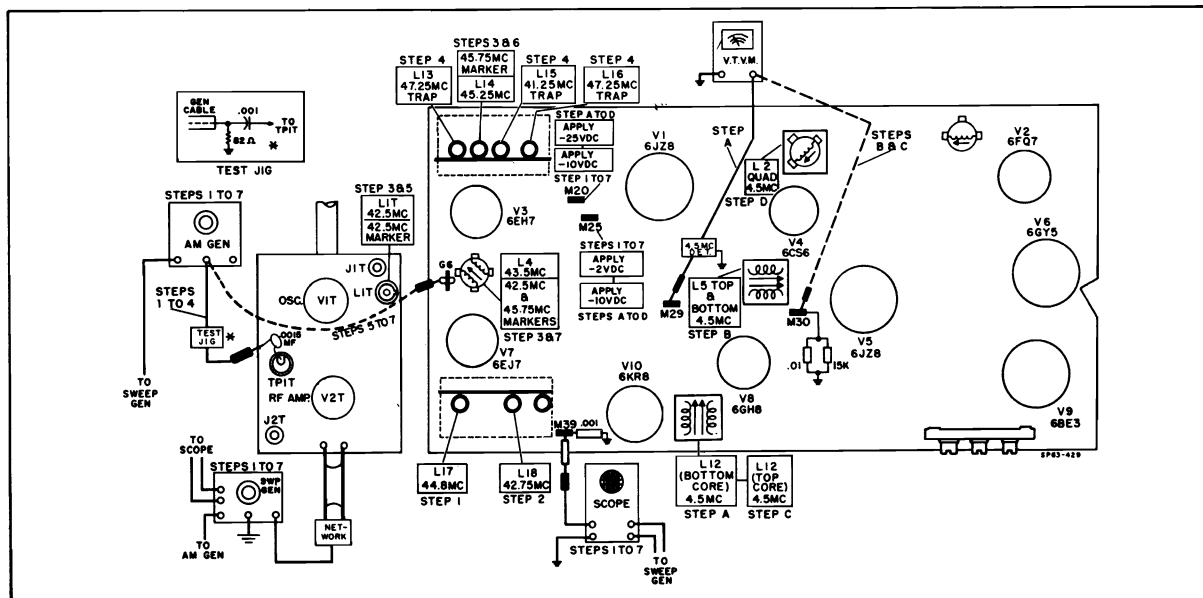 GEN
CABLE
.001
TO
TPIT
82Ω
*
TEST JIG
STEPS 1 TO 7
AM GEN
STEPS
1 TO 4
TEST
JIG
*
TO
SWEEP
GEN
.0015
MF
TPIT
RF AMP.
OSC.
V1T
V2T
J1T
L1T
J2T
STEP 3&5
L1T
42.5MC
42.5MC
MARKER
STEPS 5 TO 7
TO
SCOPE
STEPS 1 TO 7
SWP
GEN
TO
AM GEN
NET-
WORK
STEP 4
L13
47.25MC
TRAP
STEPS 3&6
45.75MC
MARKER
L14
45.25MC
STEP 4
L15
41.25MC
TRAP
STEP 4
L16
47.25MC
TRAP
STEP A TO D
APPLY
-25VDC
APPLY
-10VDC
STEP 1 TO 7
M20
M25
STEPS 1 TO 7
APPLY
-2VDC
APPLY
-10VDC
STEPS A TO D
V3
6EH7
G6
L4
43.5MC
42.5MC
&
45.75MC
MARKERS
STEP 3&7
V7
6EJ7
L17
44.8MC
STEP 1
L18
42.75MC
STEP 2
M39
.001
SCOPE
STEPS 1 TO 7
TO
SWEEP
GEN
V10
6KR8
V1
6JZ8
V.T.V.M.
STEP
A
STEPS
B & C
L2
QUAD
4.5MC
STEP D
V4
6CS6
4.5MC
DET.
M29
L5 TOP
&
BOTTOM
4.5MC
STEP B
M30
.01
15K
V5
6JZ8
V8
6GH8
L12
(BOTTOM
CORE)
4.5MC
STEP A
L12
(TOP
CORE)
4.5MC
STEP C
V2
6FQ7
V6
6GY5
V9
6BE3
SP63-429